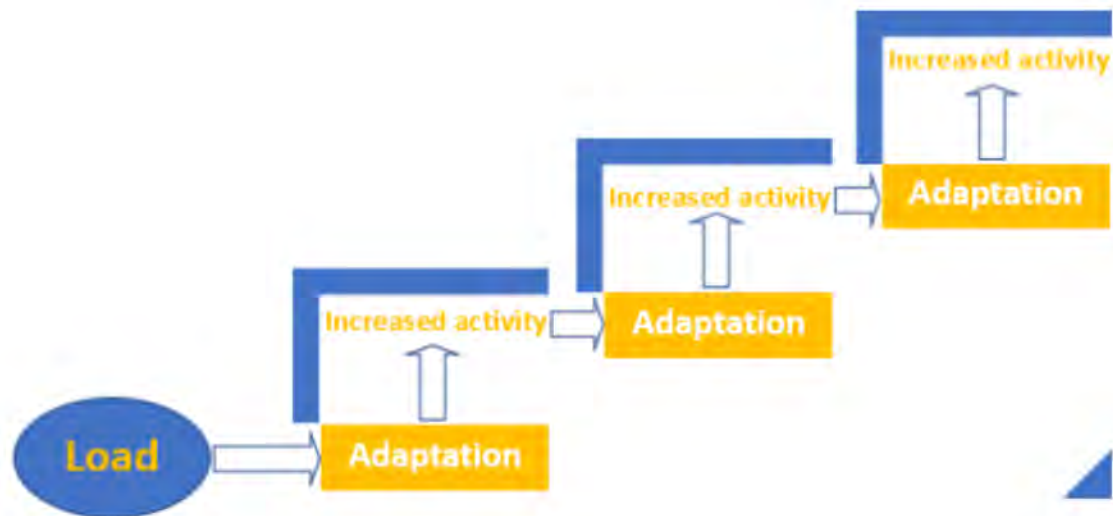 Increased activity
Adaptation
Increased activity
Adaptation
Increased activity
Adaptation
Load